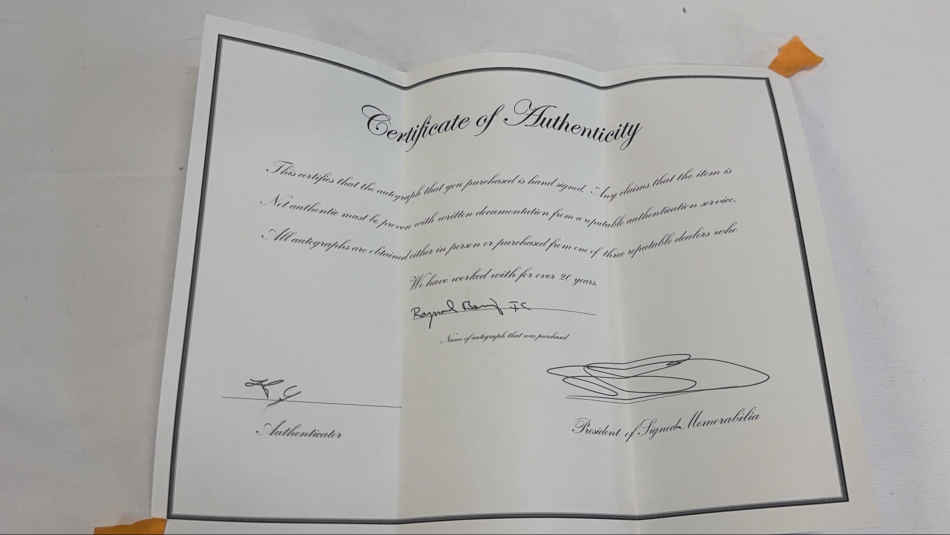 Certificate of Authenticity
This certifies that the autograph that you purchased is hand signed. Any claims that the item is
Not authentic must be proven with written documentation from a reputable authentication service.
All autographs are obtained either in person or purchased from one of three reputable dealers who
We have worked with for over 20 years
Name of autograph that was purchased
Authenticator
President of Signed Memorabilia